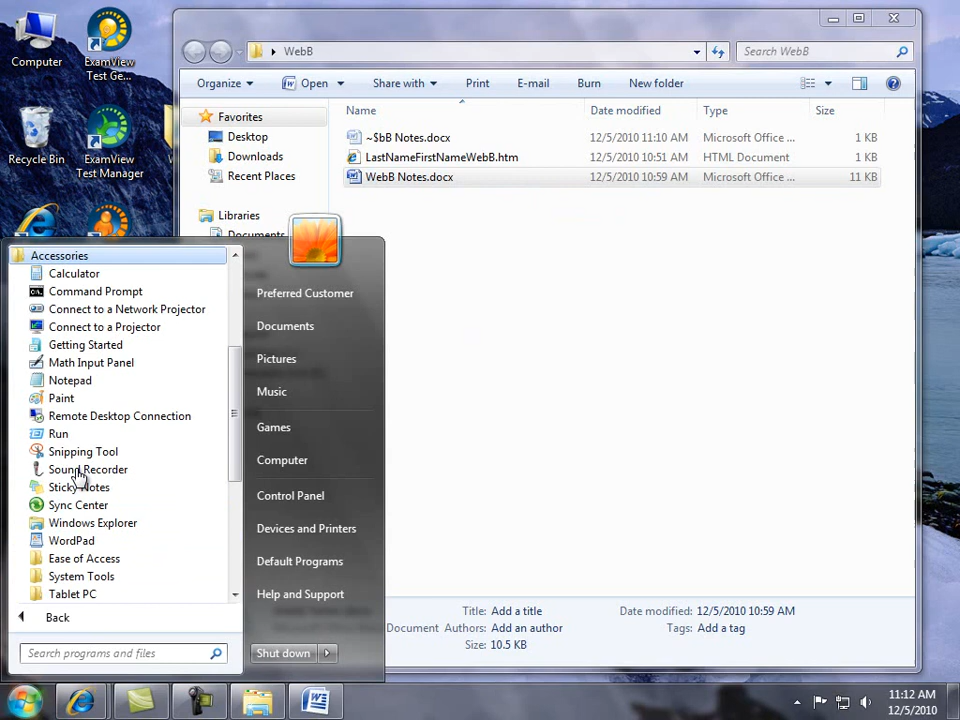 Computer
ExamView
Test Ge...
Recycle Bin
ExamView
Test Manager
WebB
Search WebB
Organize
Open
Share with
Print
E-mail
Burn
New folder
Name
Date modified
Type
Size
Favorites
Desktop
Downloads
Recent Places
Libraries
Documents
~$bB Notes.docx 12/5/2010 11:10 AM Microsoft Office ... 1 KB
LastNameFirstNameWebB.htm 12/5/2010 10:51 AM HTML Document 1 KB
WebB Notes.docx 12/5/2010 10:59 AM Microsoft Office ... 11 KB
Accessories
Calculator
Command Prompt
Connect to a Network Projector
Connect to a Projector
Getting Started
Math Input Panel
Notepad
Paint
Remote Desktop Connection
Run
Snipping Tool
Sound Recorder
Sticky Notes
Sync Center
Windows Explorer
WordPad
Ease of Access
System Tools
Tablet PC
Back
Search programs and files
Preferred Customer
Documents
Pictures
Music
Games
Computer
Control Panel
Devices and Printers
Default Programs
Help and Support
Shut down
Title: Add a title
Date modified: 12/5/2010 10:59 AM
Document Authors: Add an author
Tags: Add a tag
Size: 10.5 KB
11:12 AM
12/5/2010